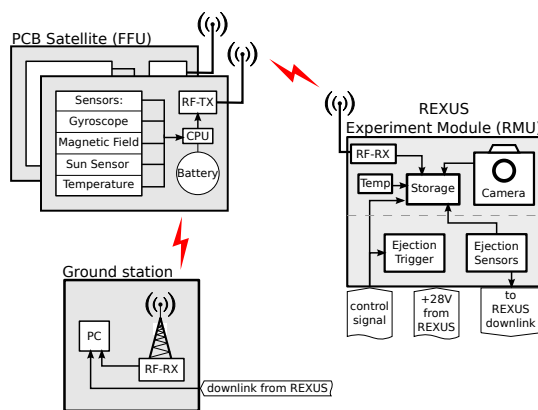 PCB Satellite (FFU)
Sensors:
Gyroscope
Magnetic Field
Sun Sensor
Temperature
RF-TX
CPU
Battery
REXUS
Experiment Module (RMU)
RF-RX
Temp
Storage
Camera
Ejection
Trigger
Ejection
Sensors
control
signal
+28V
from
REXUS
to
REXUS
downlink
Ground station
PC
RF-RX
downlink from REXUS